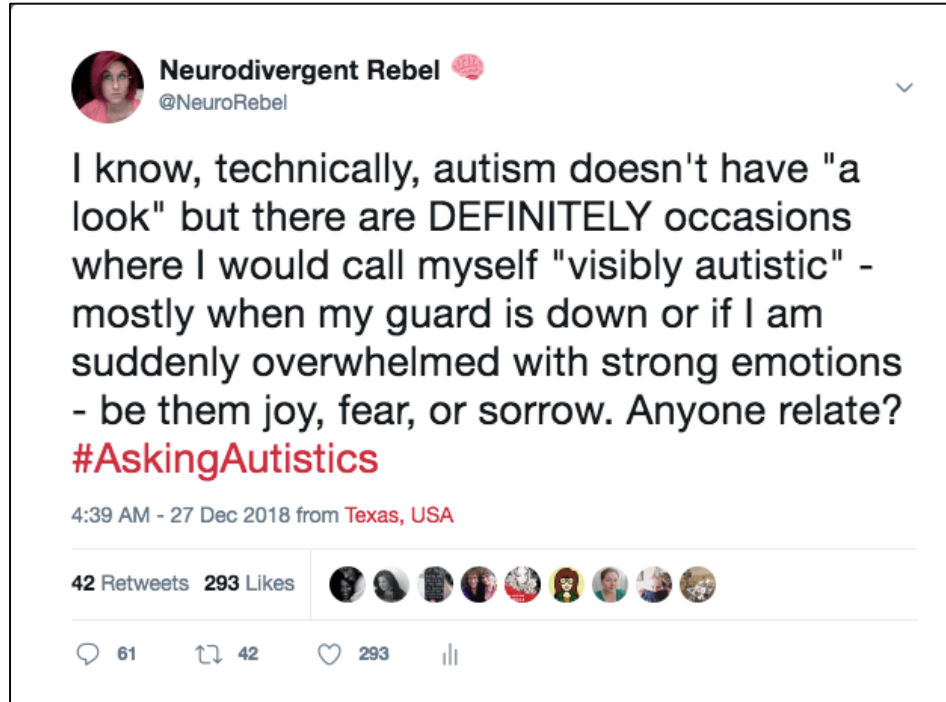 Neurodivergent Rebel 🧠
@NeuroRebel
I know, technically, autism doesn't have "a
look" but there are DEFINITELY occasions
where I would call myself "visibly autistic" -
mostly when my guard is down or if I am
suddenly overwhelmed with strong emotions
- be them joy, fear, or sorrow. Anyone relate?
#AskingAutistics
4:39 AM - 27 Dec 2018 from Texas, USA
42 Retweets 293 Likes
61 42 293